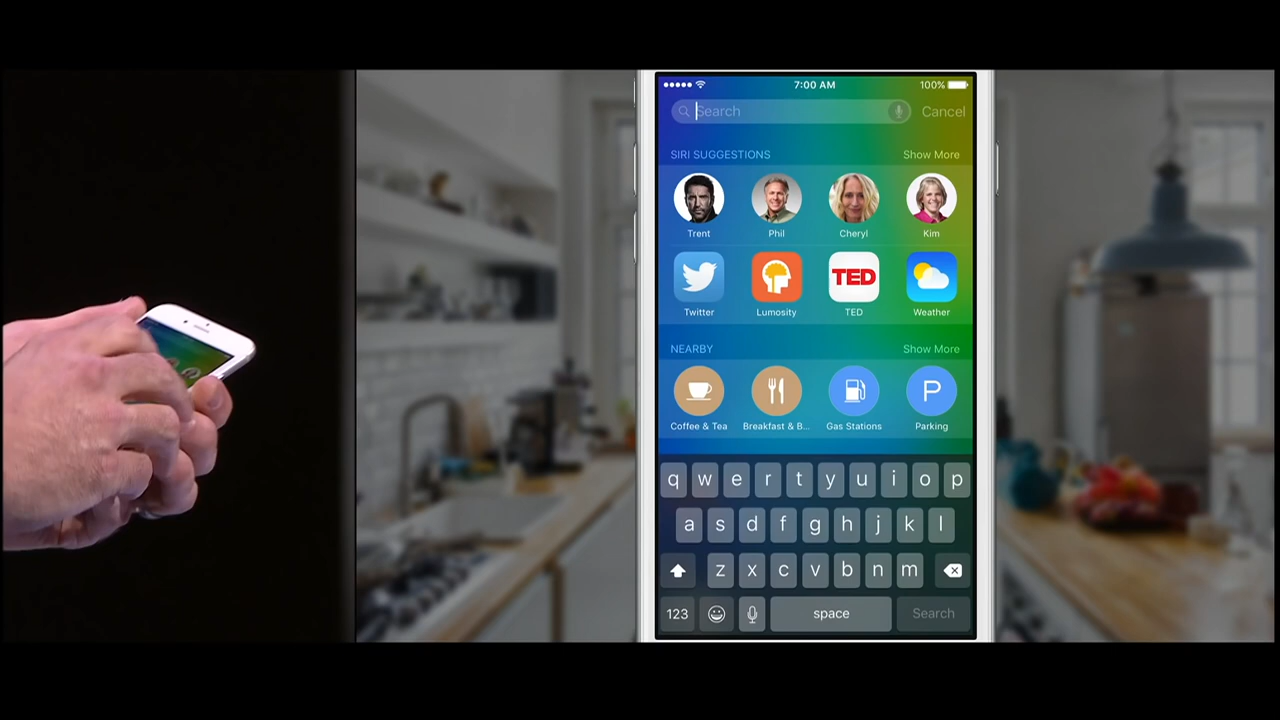 7:00 AM 100%
Search Cancel
SIRI SUGGESTIONS Show More
Trent Phil Cheryl Kim
TED
Twitter Lumosity TED Weather
NEARBY Show More
P
Coffee & Tea Breakfast & B... Gas Stations Parking
q w e r t y u i o p
a s d f g h j k l
z x c v b n m
123 space Search